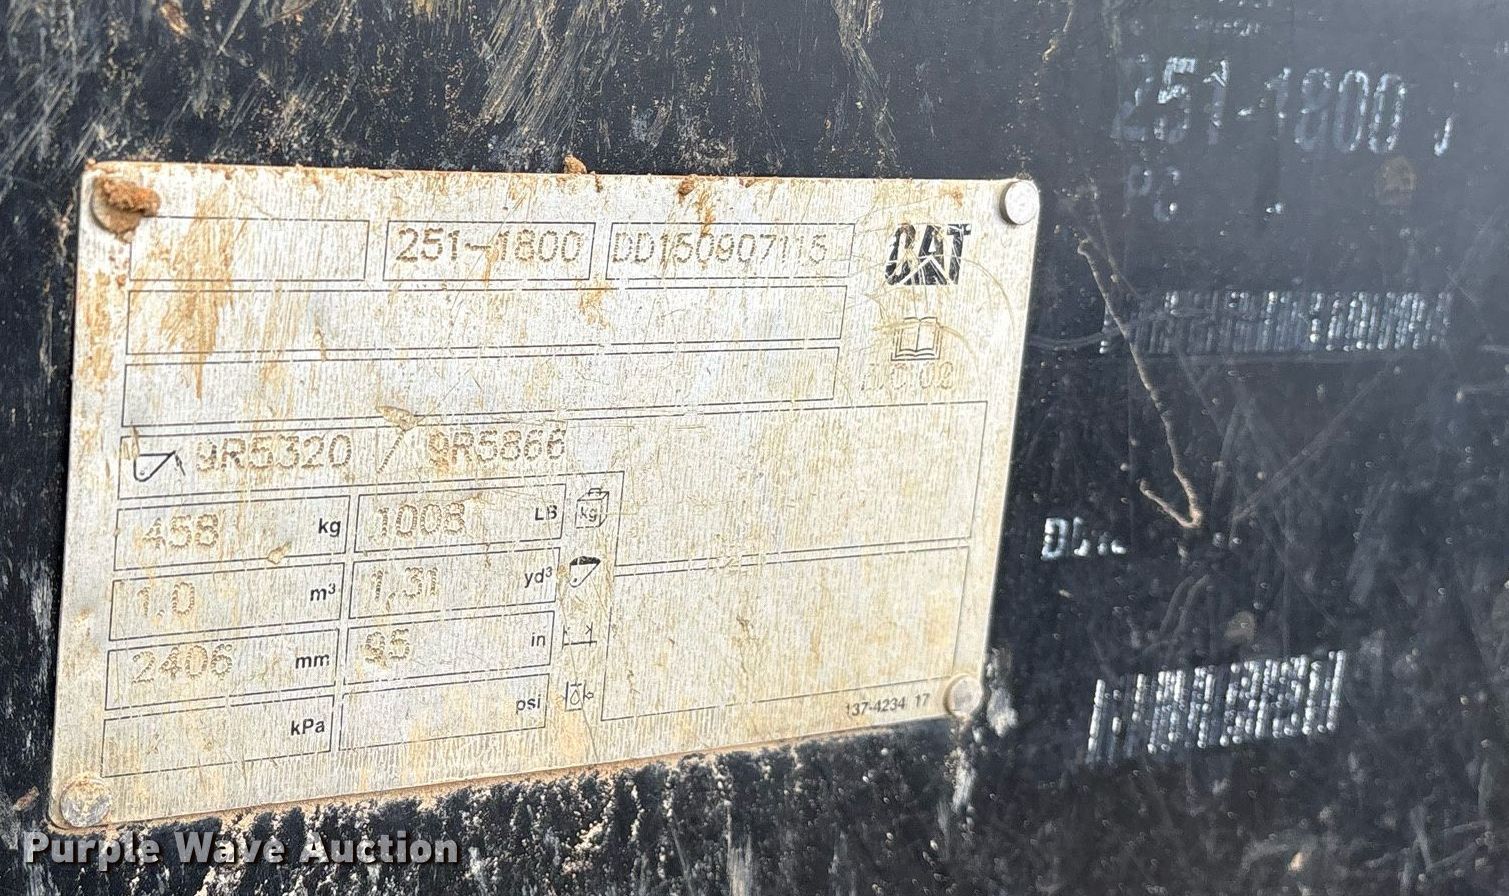 251-1800
251-1800 DD150907115 CAT
9R5320 / 9R5866
458 kg 1008 LB kg
1.0 m³ 1.31 yd³
2406 mm 95 in
kPa psi
137-4234 17
Purple Wave Auction